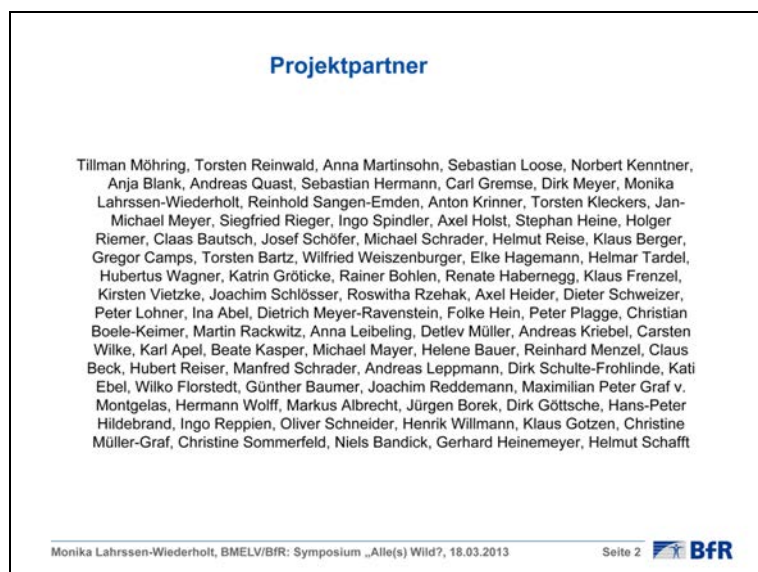 Projektpartner
Tillman Möhring, Torsten Reinwald, Anna Martinsohn, Sebastian Loose, Norbert Kenntner,
Anja Blank, Andreas Quast, Sebastian Hermann, Carl Gremse, Dirk Meyer, Monika
Lahrssen-Wiederholt, Reinhold Sangen-Emden, Anton Krinner, Torsten Kleckers, Jan-
Michael Meyer, Siegfried Rieger, Ingo Spindler, Axel Holst, Stephan Heine, Holger
Riemer, Claas Bautsch, Josef Schöfer, Michael Schrader, Helmut Reise, Klaus Berger,
Gregor Camps, Torsten Bartz, Wilfried Weiszenburger, Elke Hagemann, Helmar Tardel,
Hubertus Wagner, Katrin Gröticke, Rainer Bohlen, Renate Habernegg, Klaus Frenzel,
Kirsten Vietzke, Joachim Schlösser, Roswitha Rzehak, Axel Heider, Dieter Schweizer,
Peter Lohner, Ina Abel, Dietrich Meyer-Ravenstein, Folke Hein, Peter Plagge, Christian
Boele-Keimer, Martin Rackwitz, Anna Leibeling, Detlev Müller, Andreas Kriebel, Carsten
Wilke, Karl Apel, Beate Kasper, Michael Mayer, Helene Bauer, Reinhard Menzel, Claus
Beck, Hubert Reiser, Manfred Schrader, Andreas Leppmann, Dirk Schulte-Frohlinde, Kati
Ebel, Wilko Florstedt, Günther Baumer, Joachim Reddemann, Maximilian Peter Graf v.
Montgelas, Hermann Wolff, Markus Albrecht, Jürgen Borek, Dirk Göttsche, Hans-Peter
Hildebrand, Ingo Reppien, Oliver Schneider, Henrik Willmann, Klaus Gotzen, Christine
Müller-Graf, Christine Sommerfeld, Niels Bandick, Gerhard Heinemeyer, Helmut Schafft
Monika Lahrssen-Wiederholt, BMELV/BfR: Symposium „Alle(s) Wild?, 18.03.2013
Seite 2
BfR